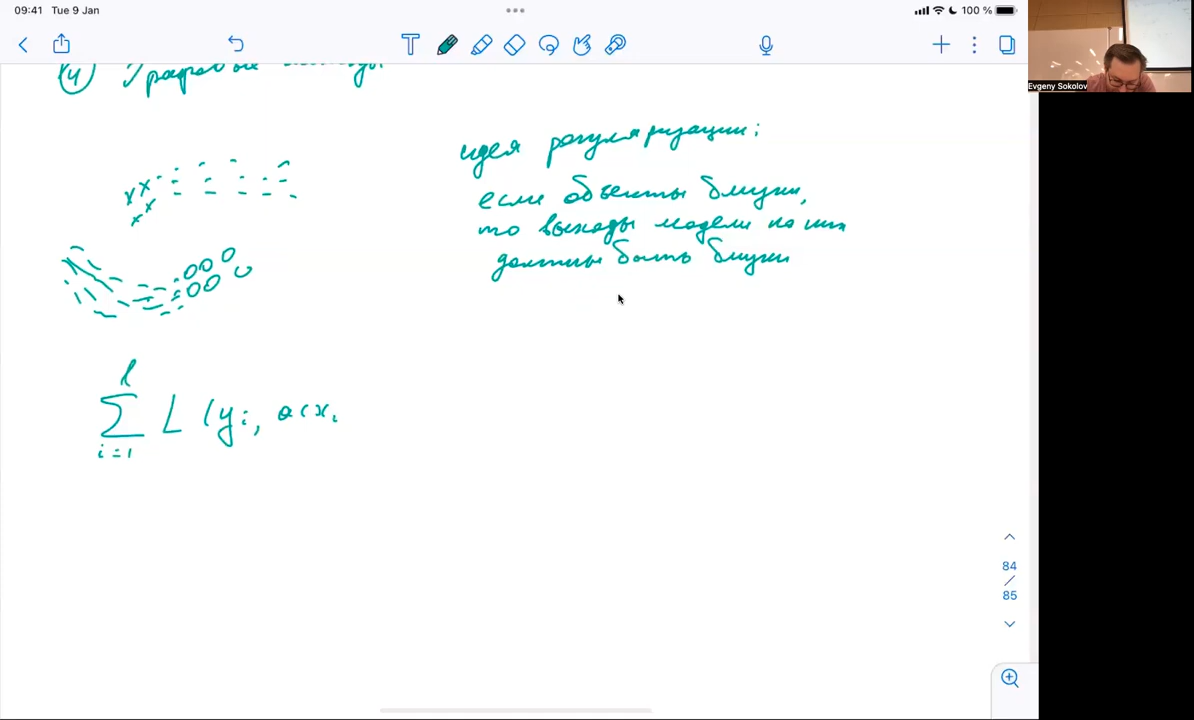 09:41 Tue 9 Jan
100 %
Evgeny Sokolov
(4) Графовые методы
идея регуляризации:
если объекты близки,
то выходы модели на них
должны быть близки
l
∑ L (yᵢ, a(xᵢ
i=1
84
/
85